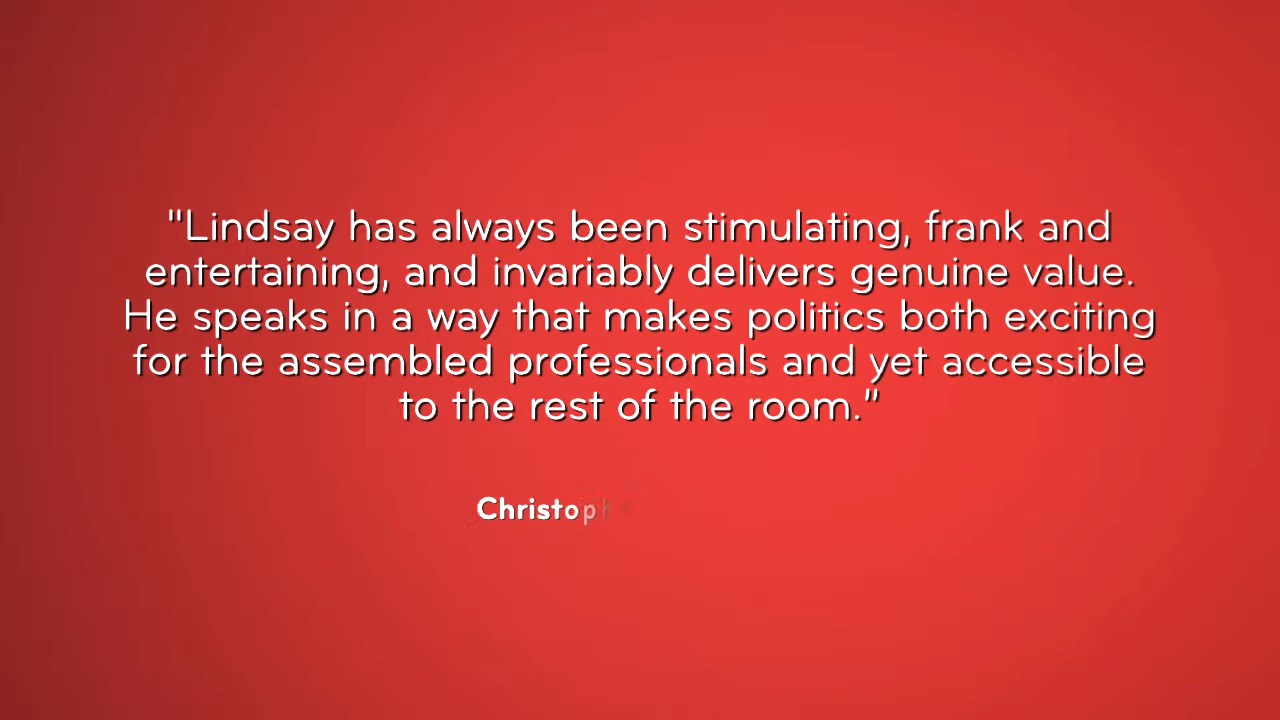 "Lindsay has always been stimulating, frank and
entertaining, and invariably delivers genuine value.
He speaks in a way that makes politics both exciting
for the assembled professionals and yet accessible
to the rest of the room."